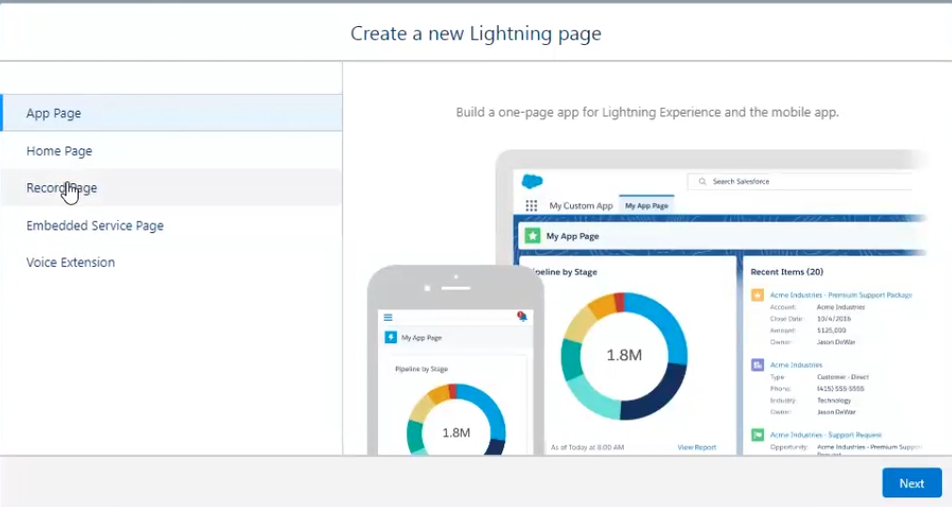 Create a new Lightning page
App Page
Home Page
Record Page
Embedded Service Page
Voice Extension
Build a one-page app for Lightning Experience and the mobile app.
Search Salesforce
My Custom App
My App Page
My App Page
Pipeline by Stage
1.8M
As of Today at 8:00 AM
View Report
Recent Items (20)
Acme Industries - Premium Support Package
Account: Acme Industries
Close Date: 10/4/2016
Amount: $125,000
Owner: Jason DeWar
Acme Industries
Type: Customer - Direct
Phone: (415) 555-5555
Industry: Technology
Owner: Jason DeWar
Acme Industries - Support Request
Opportunity: Acme Industries - Premium
My App Page
Pipeline by Stage
1.8M
Next